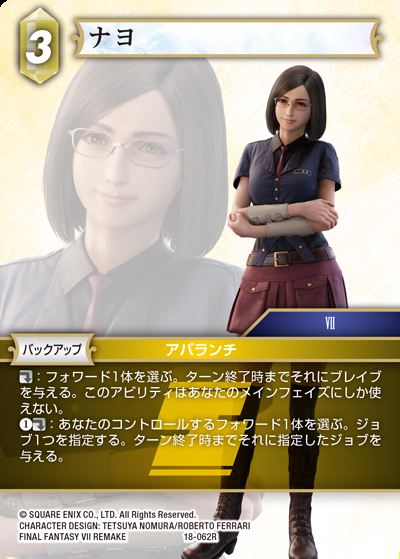 3
ナヨ
VII
バックアップ
アバランチ
：フォワード1体を選ぶ。ターン終了時までそれにブレイブ
を与える。このアビリティはあなたのメインフェイズにしか使
えない。
1：あなたのコントロールするフォワード1体を選ぶ。ジョ
ブ1つを指定する。ターン終了時までそれに指定したジョブを
与える。
© SQUARE ENIX CO., LTD. All Rights Reserved.
CHARACTER DESIGN: TETSUYA NOMURA/ROBERTO FERRARI
FINAL FANTASY VII REMAKE 18-062R